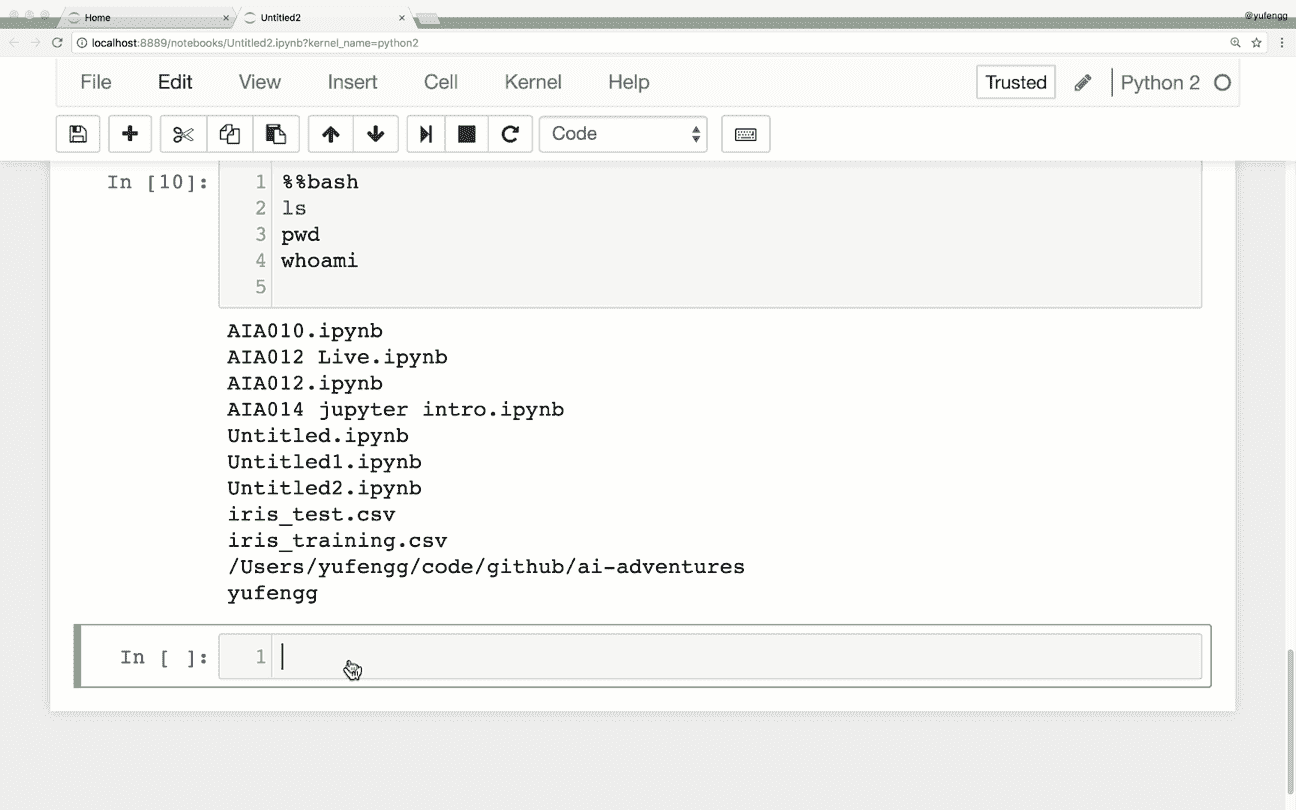 Home × Untitled2 ×
@yufengg
localhost:8889/notebooks/Untitled2.ipynb?kernel_name=python2
File Edit View Insert Cell Kernel Help Trusted Python 2
Code
In [10]:
1 %%bash
2 ls
3 pwd
4 whoami
5
AIA010.ipynb
AIA012 Live.ipynb
AIA012.ipynb
AIA014 jupyter intro.ipynb
Untitled.ipynb
Untitled1.ipynb
Untitled2.ipynb
iris_test.csv
iris_training.csv
/Users/yufengg/code/github/ai-adventures
yufengg
In [ ]: 1